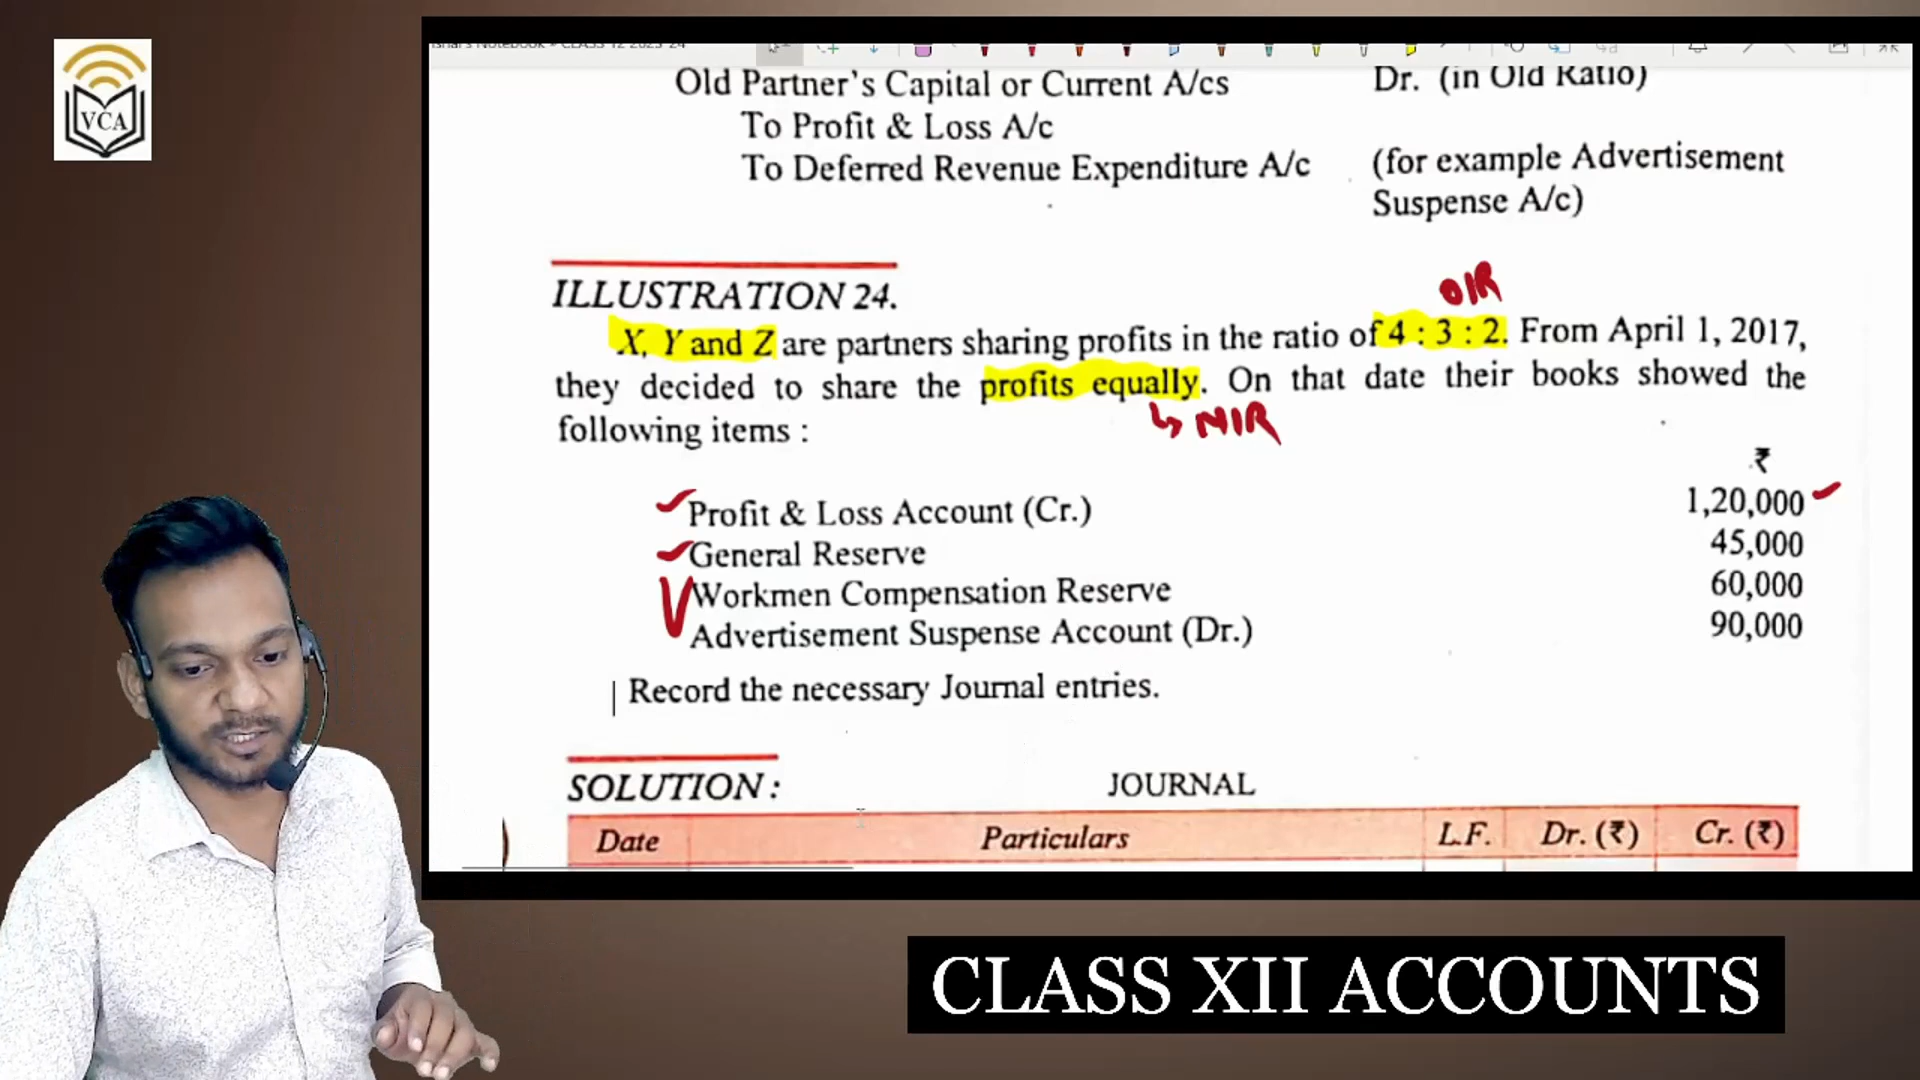 VCA
CLASS 12 2023-24
Old Partner's Capital or Current A/cs Dr. (in Old Ratio)
To Profit & Loss A/c
To Deferred Revenue Expenditure A/c (for example Advertisement
Suspense A/c)
ILLUSTRATION 24.
OIR
X, Y and Z are partners sharing profits in the ratio of 4 : 3 : 2. From April 1, 2017,
they decided to share the profits equally. On that date their books showed the
NIR
following items :
₹
Profit & Loss Account (Cr.) 1,20,000
General Reserve 45,000
Workmen Compensation Reserve 60,000
Advertisement Suspense Account (Dr.) 90,000
Record the necessary Journal entries.
SOLUTION : JOURNAL
Date Particulars L.F. Dr. (₹) Cr. (₹)
CLASS XII ACCOUNTS